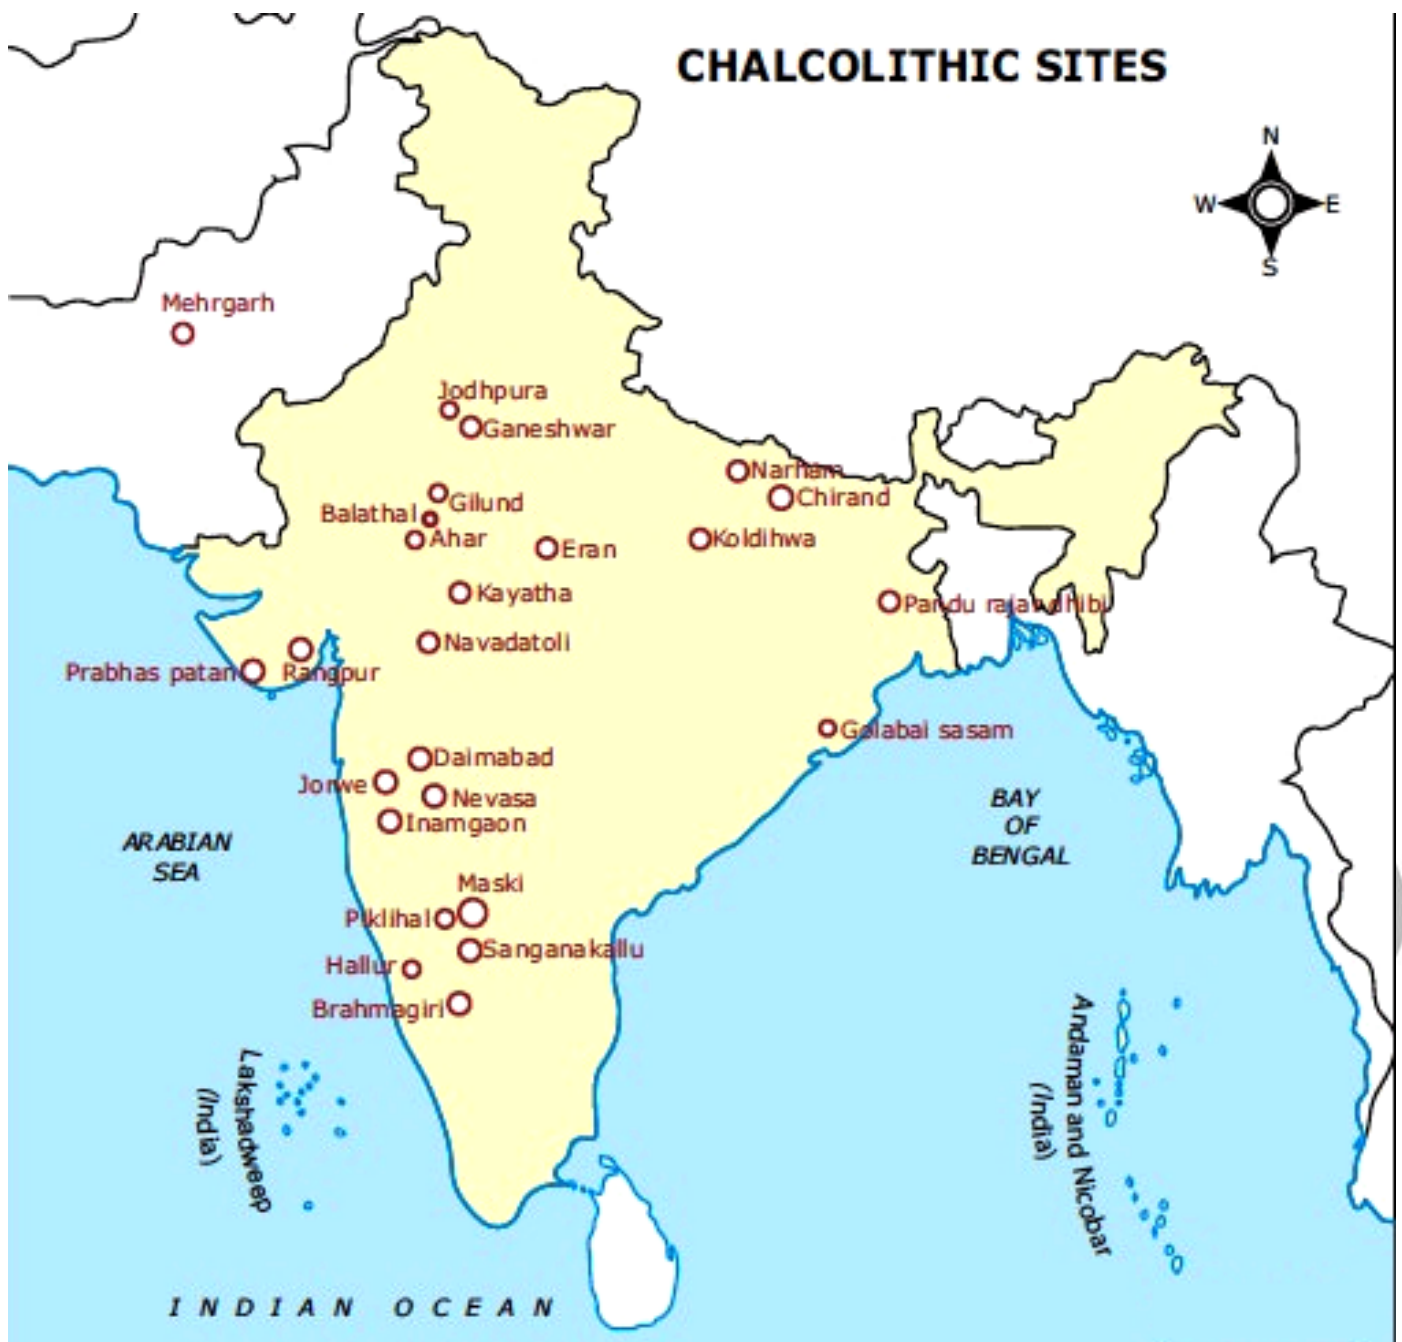 CHALCOLITHIC SITES
N
W E
S
Mehrgarh
Jodhpura
Ganeshwar
Narham
Chirand
Gilund
Balathal
Ahar
Koldihwa
Eran
Kayatha
Pandu rajar dhibi
Navadatoli
Prabhas patan
Rangpur
Golabai sasam
Daimabad
Jorwe
Nevasa
Inamgaon
BAY
OF
BENGAL
ARABIAN
SEA
Maski
Piklihal
Sanganakallu
Hallur
Brahmagiri
Lakshadweep
(India)
Andaman and Nicobar
(India)
INDIAN OCEAN